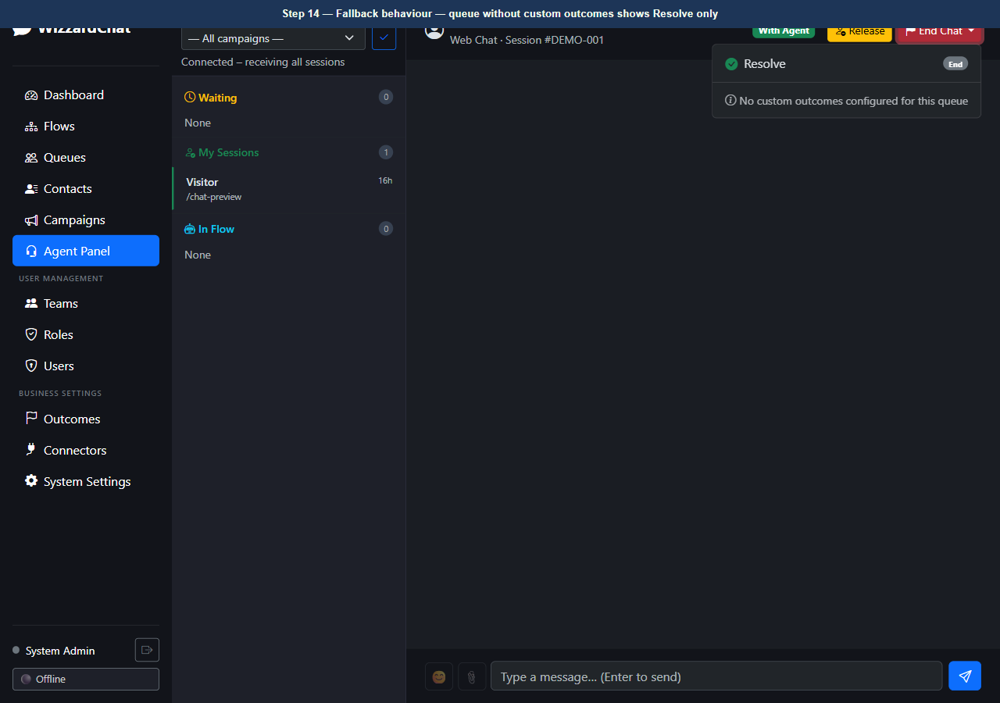 Step 14 — Fallback behaviour — queue without custom outcomes shows Resolve only
WizzardChat
Dashboard
Flows
Queues
Contacts
Campaigns
Agent Panel
USER MANAGEMENT
Teams
Roles
Users
BUSINESS SETTINGS
Outcomes
Connectors
System Settings
System Admin
Offline
— All campaigns —
Connected – receiving all sessions
Waiting 0
None
My Sessions 1
Visitor 16h
/chat-preview
In Flow 0
None
Web Chat · Session #DEMO-001
With Agent
Release
End Chat
Resolve End
No custom outcomes configured for this queue
Type a message... (Enter to send)